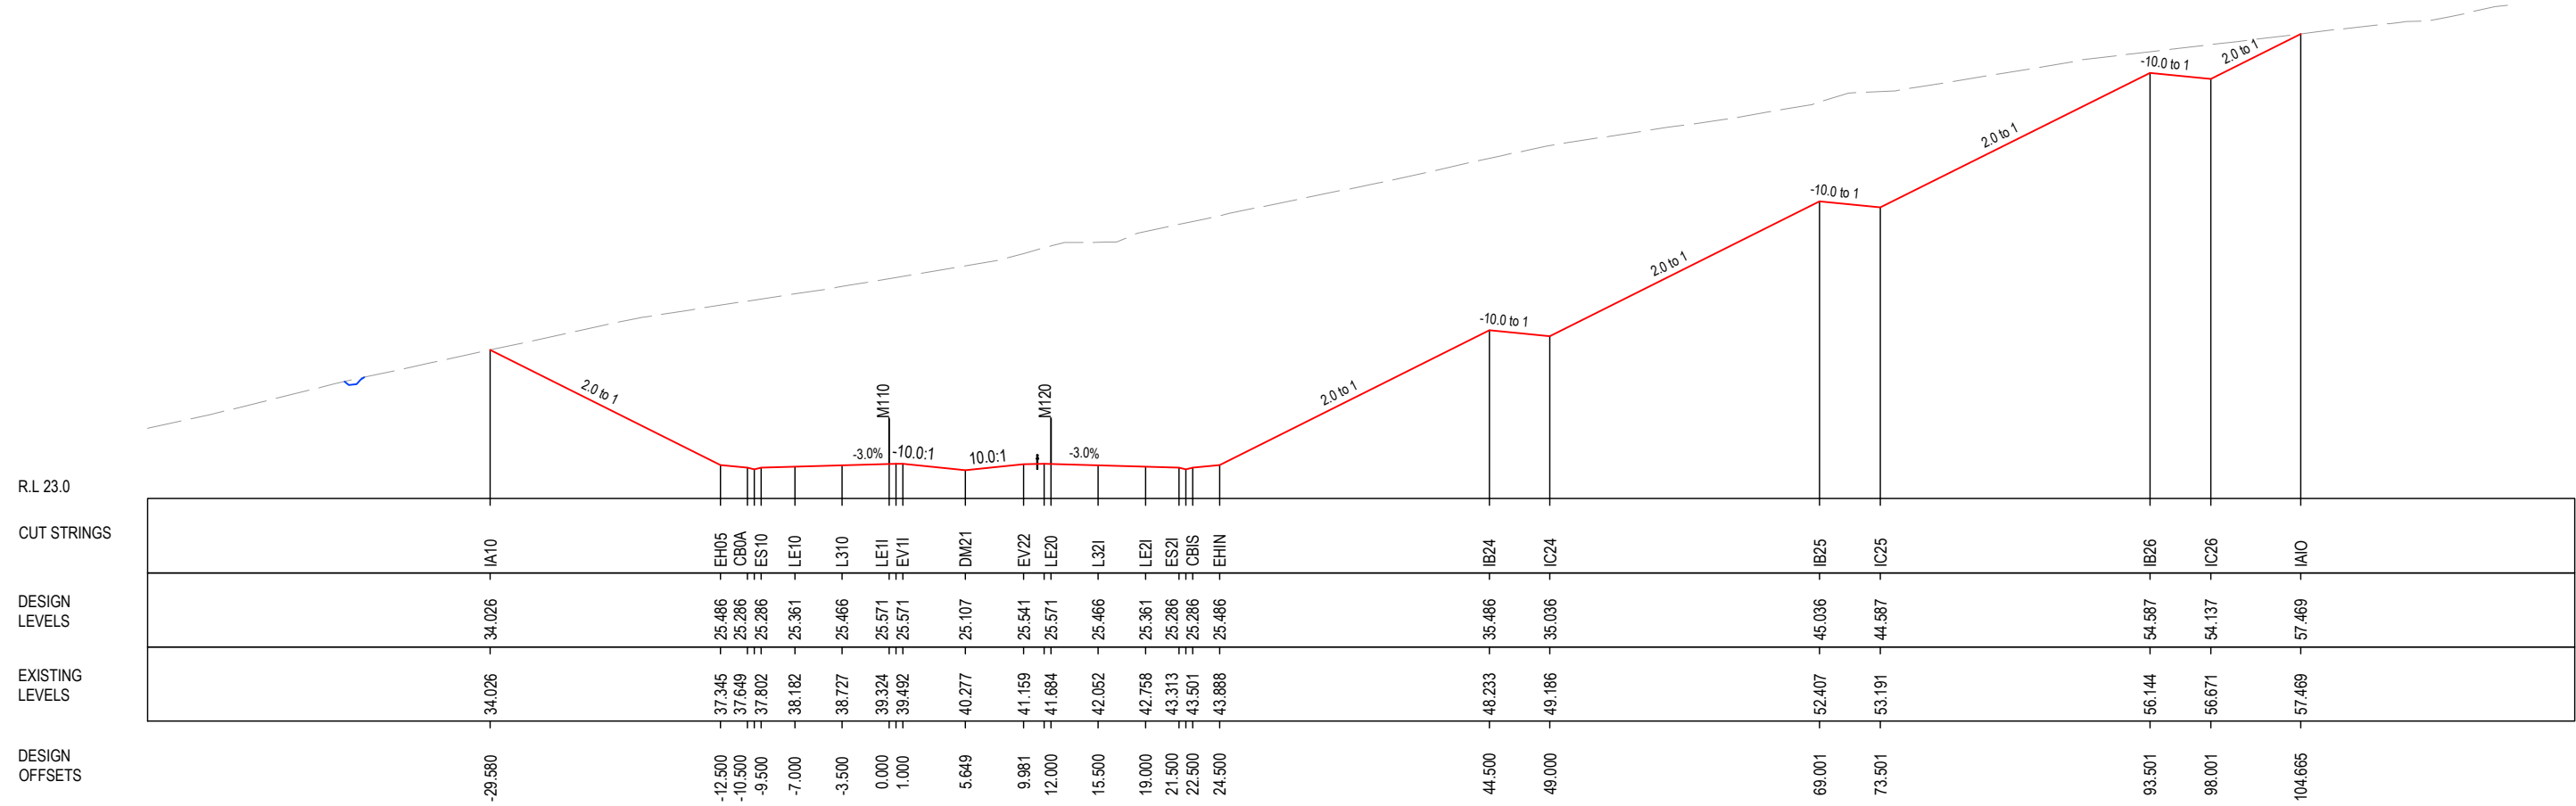 2.0 to 1
-10.0 to 1
-10.0 to 1
2.0 to 1
2.0 to 1
-10.0 to 1
2.0 to 1
2.0 to 1
2.0 to 1
M110
M120
-3.0%
-10.0:1
10.0:1
-3.0%
R.L 23.0
CUT STRINGS
IA10 EH05 CB0A ES10 LE10 L310 LE1I EV1I DM21 EV22 LE20 L32I LE2I ES2I CBIS EHIN IB24 IC24 IB25 IC25 IB26 IC26 IAIO
DESIGN
LEVELS
34.026 25.486 25.286 25.286 25.361 25.466 25.571 25.571 25.107 25.541 25.571 25.466 25.361 25.286 25.286 25.486 35.486 35.036 45.036 44.587 54.587 54.137 57.469
EXISTING
LEVELS
34.026 37.345 37.649 37.802 38.182 38.727 39.324 39.492 40.277 41.159 41.684 42.052 42.758 43.313 43.501 43.888 48.233 49.186 52.407 53.191 56.144 56.671 57.469
DESIGN
OFFSETS
-29.580 -12.500 -10.500 -9.500 -7.000 -3.500 0.000 1.000 5.649 9.981 12.000 15.500 19.000 21.500 22.500 24.500 44.500 49.000 69.001 73.501 93.501 98.001 104.665